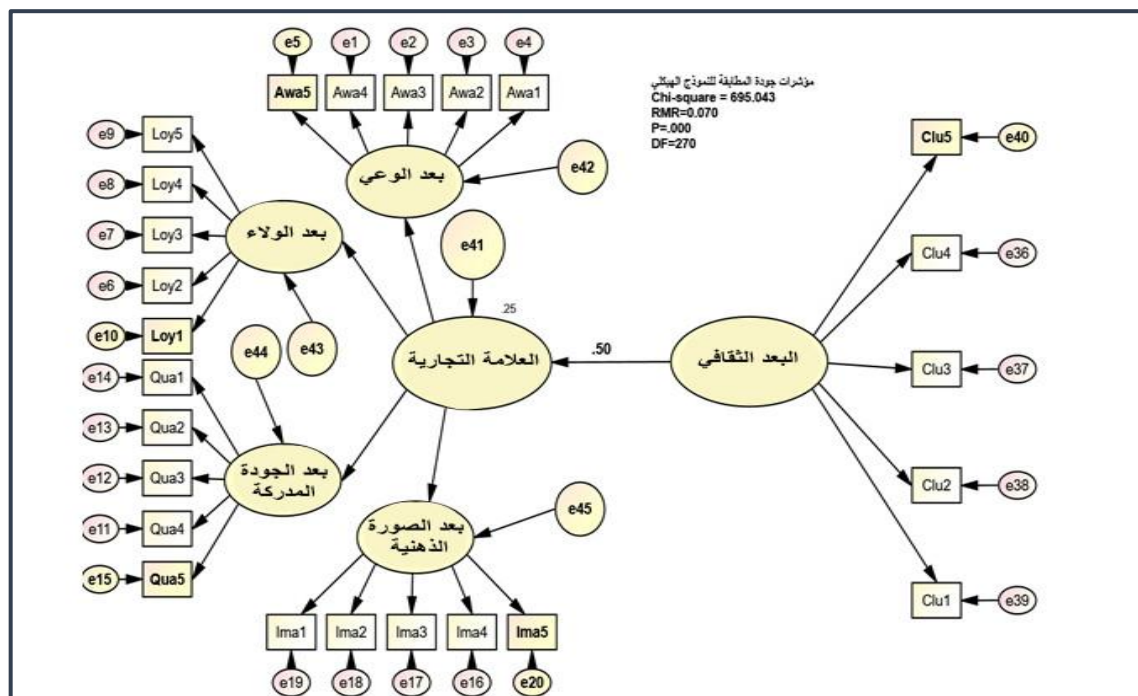 e5
e1
e2
e3
e4
Awa5
Awa4
Awa3
Awa2
Awa1
مؤشرات جودة المطابقة للنموذج الهيكلي
Chi-square = 695.043
RMR=0.070
P=.000
DF=270
e9
Loy5
e8
Loy4
e7
Loy3
e6
Loy2
e10
Loy1
بعد الوعي
e42
بعد الولاء
e41
e43
e44
.25
العلامة التجارية
.50
البعد الثقافي
Clu5
e40
Clu4
e36
Clu3
e37
Clu2
e38
Clu1
e39
e14
Qua1
e13
Qua2
e12
Qua3
e11
Qua4
e15
Qua5
بعد الجودة
المدركة
بعد الصورة
الذهنية
e45
Ima1
Ima2
Ima3
Ima4
Ima5
e19
e18
e17
e16
e20